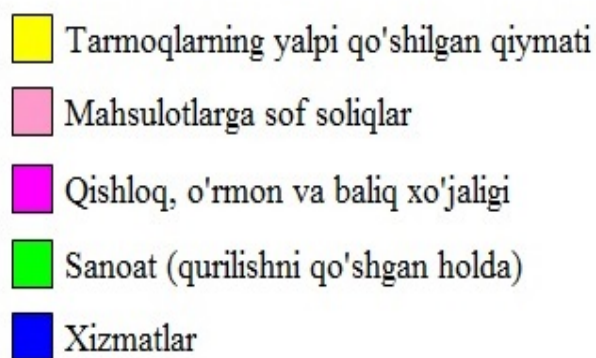 Tarmoqlarning yalpi qo'shilgan qiymati
Mahsulotlarga sof soliqlar
Qishloq, o'rmon va baliq xo'jaligi
Sanoat (qurilishni qo'shgan holda)
Xizmatlar